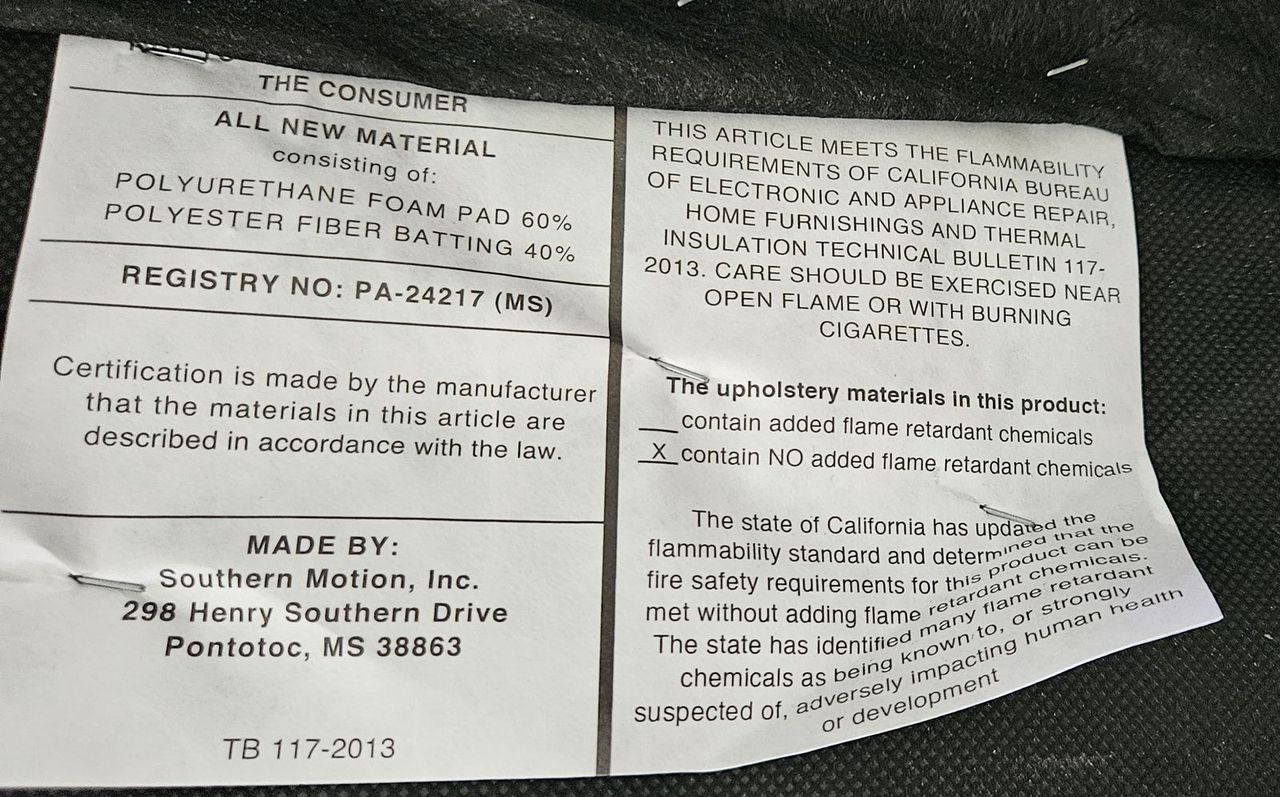 THE CONSUMER
ALL NEW MATERIAL
consisting of:
POLYURETHANE FOAM PAD 60%
POLYESTER FIBER BATTING 40%
REGISTRY NO: PA-24217 (MS)
Certification is made by the manufacturer
that the materials in this article are
described in accordance with the law.
MADE BY:
Southern Motion, Inc.
298 Henry Southern Drive
Pontotoc, MS 38863
TB 117-2013
THIS ARTICLE MEETS THE FLAMMABILITY
REQUIREMENTS OF CALIFORNIA BUREAU
OF ELECTRONIC AND APPLIANCE REPAIR,
HOME FURNISHINGS AND THERMAL
INSULATION TECHNICAL BULLETIN 117-
2013. CARE SHOULD BE EXERCISED NEAR
OPEN FLAME OR WITH BURNING
CIGARETTES.
The upholstery materials in this product:
___contain added flame retardant chemicals
_X_contain NO added flame retardant chemicals
The state of California has updated the
flammability standard and determined that the
fire safety requirements for this product can be
met without adding flame retardant chemicals.
The state has identified many flame retardant
chemicals as being known to, or strongly
suspected of, adversely impacting human health
or development